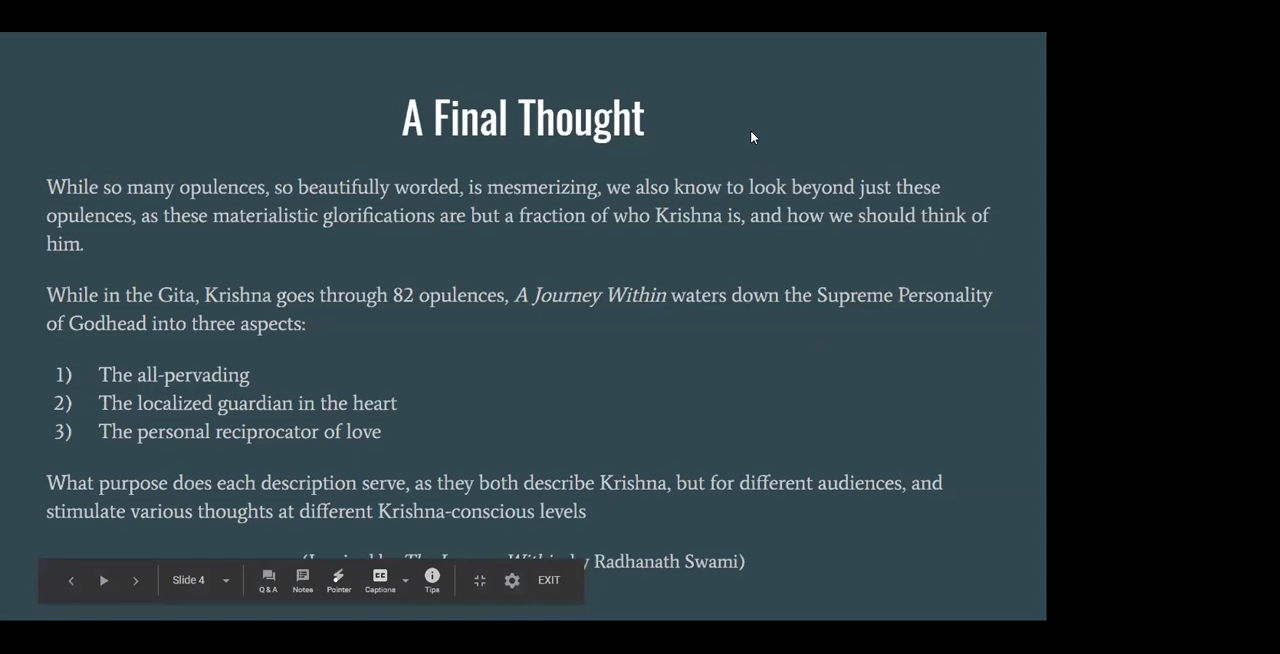 A Final Thought
While so many opulences, so beautifully worded, is mesmerizing, we also know to look beyond just these
opulences, as these materialistic glorifications are but a fraction of who Krishna is, and how we should think of
him.
While in the Gita, Krishna goes through 82 opulences, A Journey Within waters down the Supreme Personality
of Godhead into three aspects:
1) The all-pervading
2) The localized guardian in the heart
3) The personal reciprocator of love
What purpose does each description serve, as they both describe Krishna, but for different audiences, and
stimulate various thoughts at different Krishna-conscious levels
Radhanath Swami)
Slide 4
Q & A Notes Pointer Captions Tips EXIT